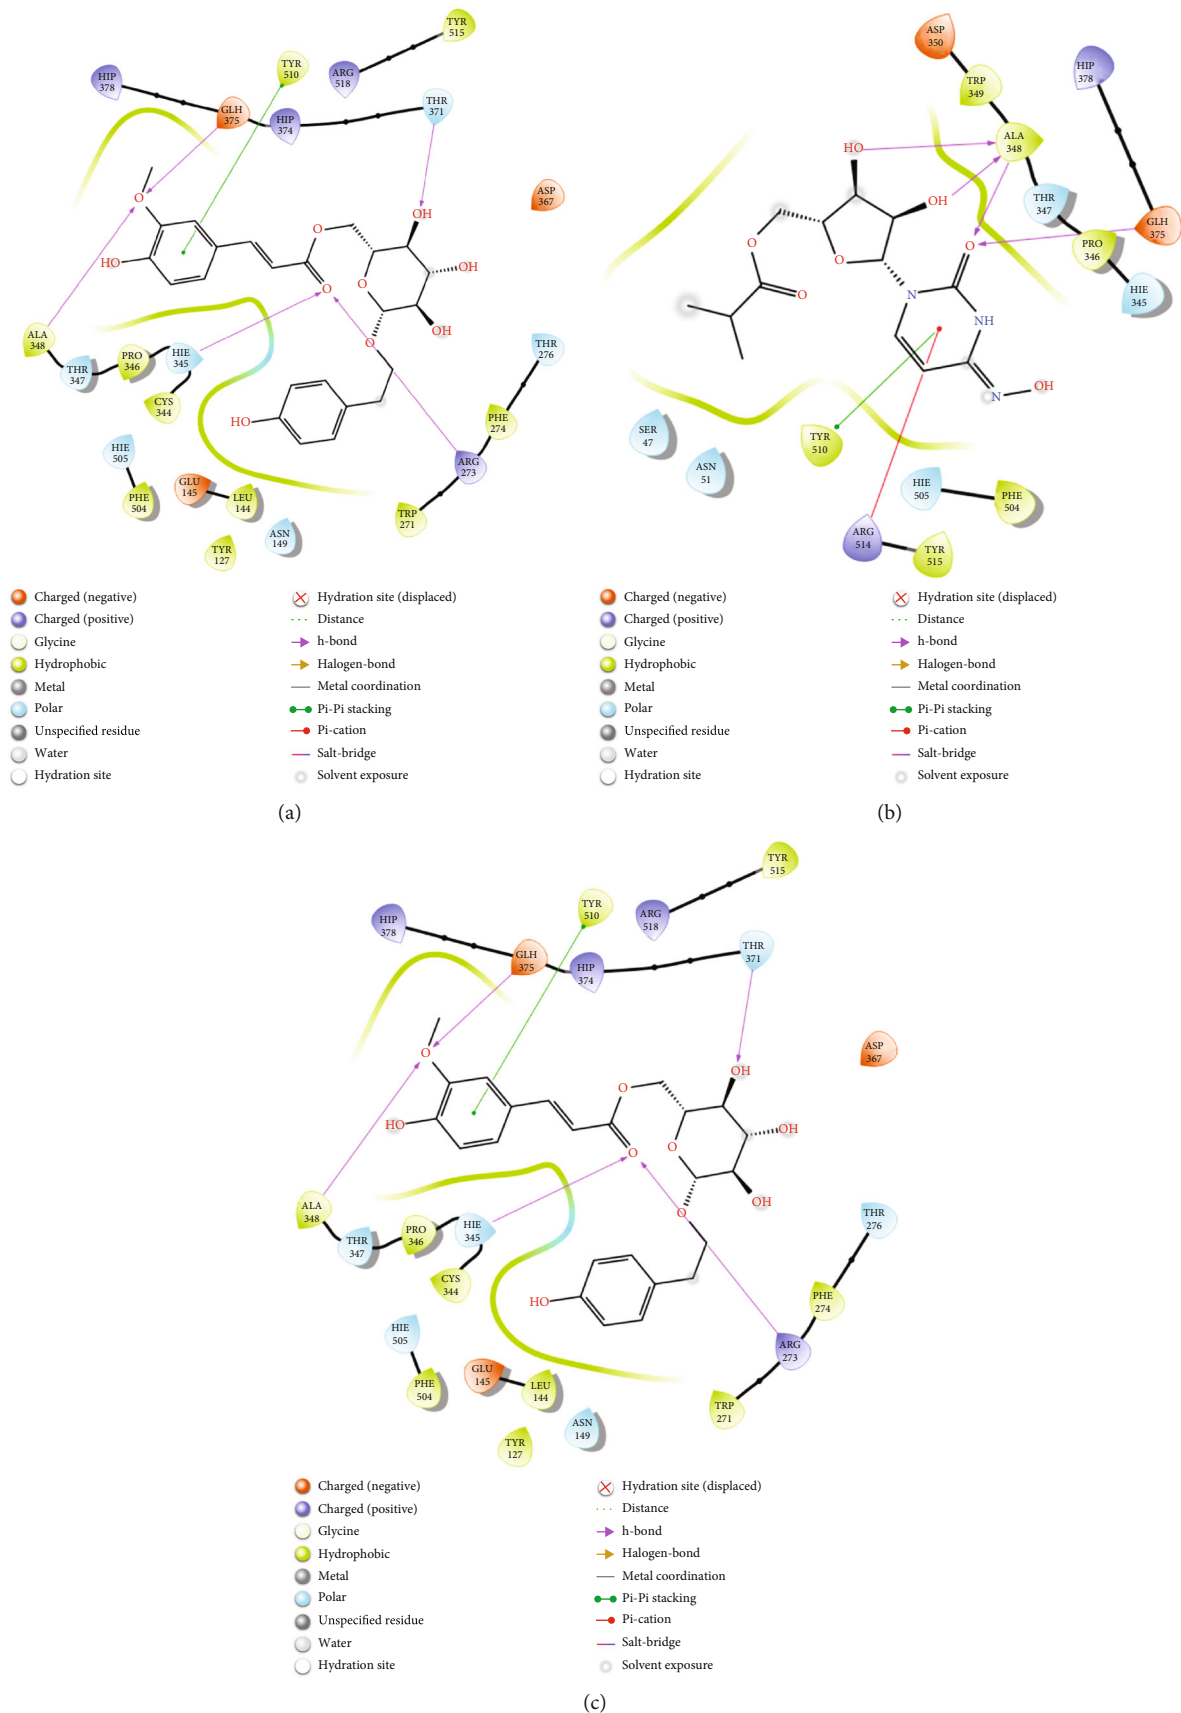 TYR
515
TYR
510
HIP
378
ARG
518
GLH
375
HIP
374
THR
371
ASP
367
O
OH
O
HO
O
O
OH
O
OH
O
ALA
348
THR
347
PRO
346
HIE
345
CYS
344
THR
276
HO
PHE
274
ARG
273
TRP
271
HIE
505
PHE
504
GLU
145
LEU
144
ASN
149
TYR
127
Charged (negative)
Charged (positive)
Glycine
Hydrophobic
Metal
Polar
Unspecified residue
Water
Hydration site
Hydration site (displaced)
Distance
h-bond
Halogen-bond
Metal coordination
Pi-Pi stacking
Pi-cation
Salt-bridge
Solvent exposure
(a)
ASP
350
TRP
349
HIP
378
ALA
348
HO
THR
347
OH
GLH
375
PRO
346
O
O
O
HIE
345
O
N
NH
N
OH
SER
47
ASN
51
TYR
510
HIE
505
PHE
504
ARG
514
TYR
515
Charged (negative)
Charged (positive)
Glycine
Hydrophobic
Metal
Polar
Unspecified residue
Water
Hydration site
Hydration site (displaced)
Distance
h-bond
Halogen-bond
Metal coordination
Pi-Pi stacking
Pi-cation
Salt-bridge
Solvent exposure
(b)
TYR
515
TYR
510
HIP
378
ARG
518
GLH
375
HIP
374
THR
371
ASP
367
O
OH
O
HO
OH
O
O
OH
O
ALA
348
THR
347
PRO
346
HIE
345
CYS
344
THR
276
HO
PHE
274
ARG
273
TRP
271
HIE
505
PHE
504
GLU
145
LEU
144
ASN
149
TYR
127
Charged (negative)
Charged (positive)
Glycine
Hydrophobic
Metal
Polar
Unspecified residue
Water
Hydration site
Hydration site (displaced)
Distance
h-bond
Halogen-bond
Metal coordination
Pi-Pi stacking
Pi-cation
Salt-bridge
Solvent exposure
(c)